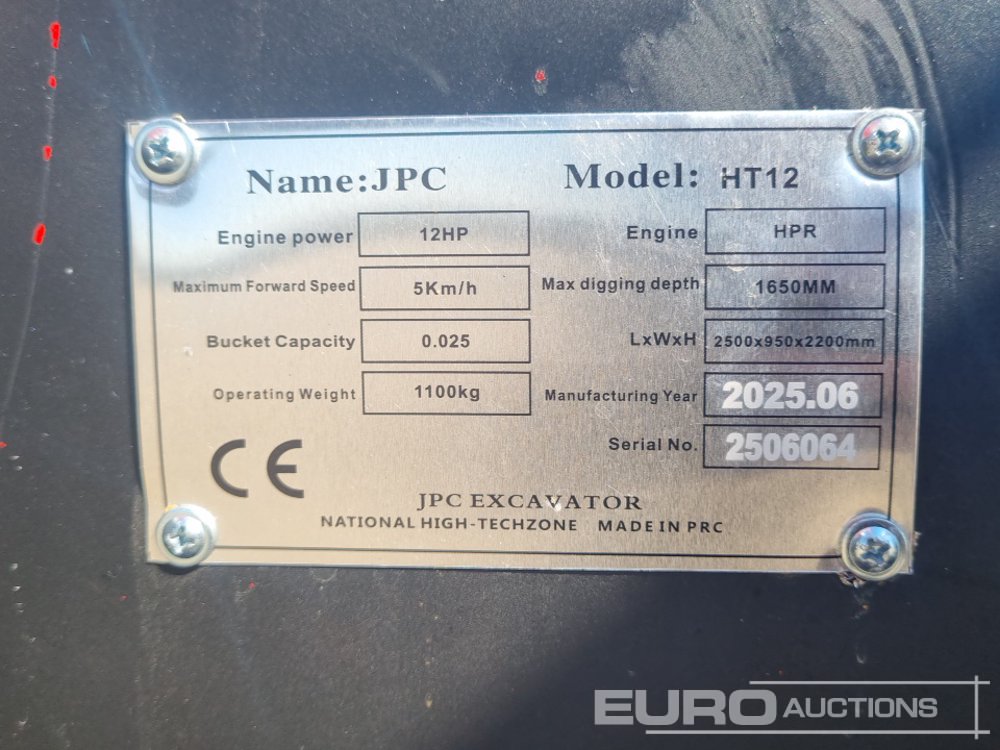 Name:JPC Model: HT12
Engine power 12HP Engine HPR
Maximum Forward Speed 5Km/h Max digging depth 1650MM
Bucket Capacity 0.025 LxWxH 2500x950x2200mm
Operating Weight 1100kg Manufacturing Year 2025.06
Serial No. 2506064
CE
JPC EXCAVATOR
NATIONAL HIGH-TECHZONE MADE IN PRC
EURO AUCTIONS